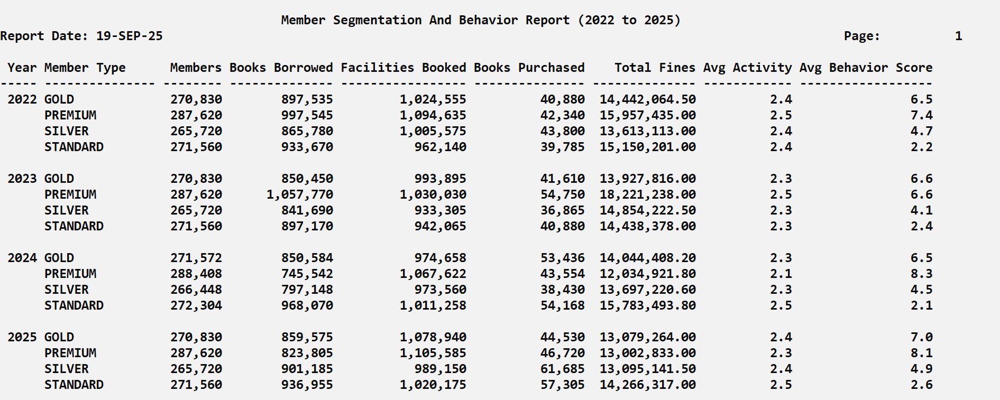 Member Segmentation And Behavior Report (2022 to 2025)
Report Date: 19-SEP-25 Page: 1
Year Member Type Members Books Borrowed Facilities Booked Books Purchased Total Fines Avg Activity Avg Behavior Score
----- --------------- -------- -------------- ----------------- --------------- -------------- ------------ ------------------
2022 GOLD 270,830 897,535 1,024,555 40,880 14,442,064.50 2.4 6.5
PREMIUM 287,620 997,545 1,094,635 42,340 15,957,435.00 2.5 7.4
SILVER 265,720 865,780 1,005,575 43,800 13,613,113.00 2.4 4.7
STANDARD 271,560 933,670 962,140 39,785 15,150,201.00 2.4 2.2
2023 GOLD 270,830 850,450 993,895 41,610 13,927,816.00 2.3 6.6
PREMIUM 287,620 1,057,770 1,030,030 54,750 18,221,238.00 2.5 6.6
SILVER 265,720 841,690 933,305 36,865 14,854,222.50 2.3 4.1
STANDARD 271,560 897,170 942,065 40,880 14,438,378.00 2.3 2.4
2024 GOLD 271,572 850,584 974,658 53,436 14,044,408.20 2.3 6.5
PREMIUM 288,408 745,542 1,067,622 43,554 12,034,921.80 2.1 8.3
SILVER 266,448 797,148 973,560 38,430 13,697,220.60 2.3 4.5
STANDARD 272,304 968,070 1,011,258 54,168 15,783,493.80 2.5 2.1
2025 GOLD 270,830 859,575 1,078,940 44,530 13,079,264.00 2.4 7.0
PREMIUM 287,620 823,805 1,105,585 46,720 13,002,833.00 2.3 8.1
SILVER 265,720 901,185 989,150 61,685 13,095,141.50 2.4 4.9
STANDARD 271,560 936,955 1,020,175 57,305 14,266,317.00 2.5 2.6